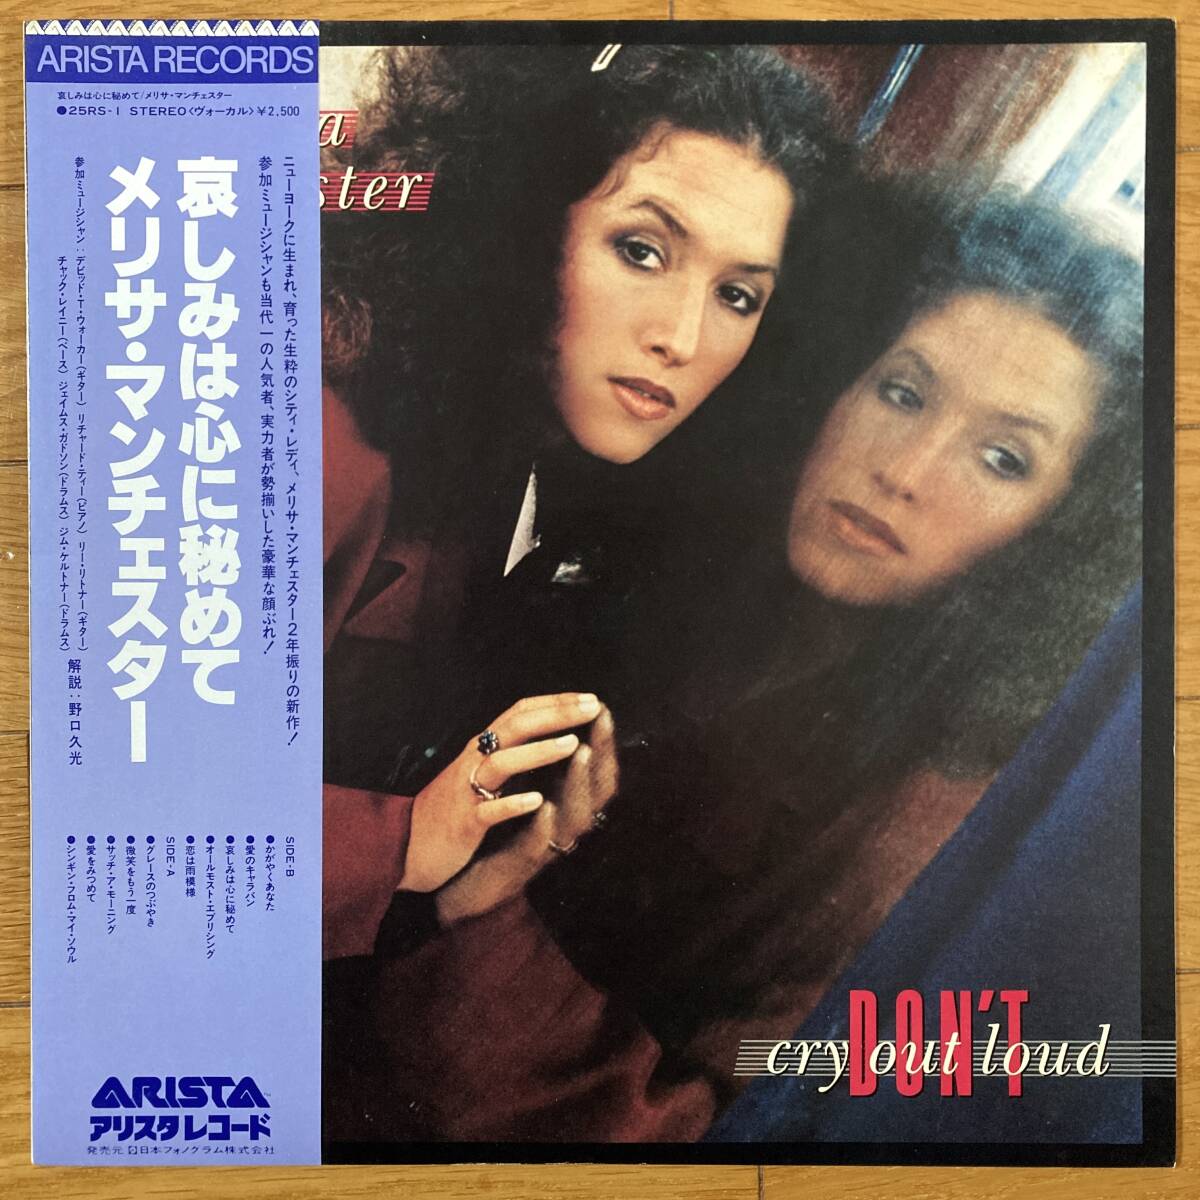 ARISTA RECORDS
哀しみは心に秘めて/メリサ・マンチェスター
●25RS-1 STEREO〈ヴォーカル〉¥2,500
ニューヨークに生まれ、育った生粋のシティ・レディ、メリサ・マンチェスター2年振りの新作!
参加ミュージシャンも当代一の人気者、実力者が勢揃いした豪華な顔ぶれ!
哀しみは心に秘めて
メリサ・マンチェスター
参加ミュージシャン:デビッド・T・ウォーカー(ギター) リチャード・ティー(ピアノ) リー・リトナー(ギター)
チャック・レイニー(ベース) ジェイムス・ガドソン(ドラムス) ジム・ケルトナー(ドラムス)
解説:野口久光
SIDE-B
●かがやくあなた
●愛のキャラバン
●哀しみは心に秘めて
●オールモスト・エブリシング
●恋は雨模様
SIDE-A
●グレースのつぶやき
●微笑をもう一度
●サッチ・ア・モーニング
●愛をみつめて
●シンギン・フロム・マイ・ソウル
ARISTA
アリスタレコード
発売元 日本フォノグラム株式会社
a
ster
DON'T
cry out loud